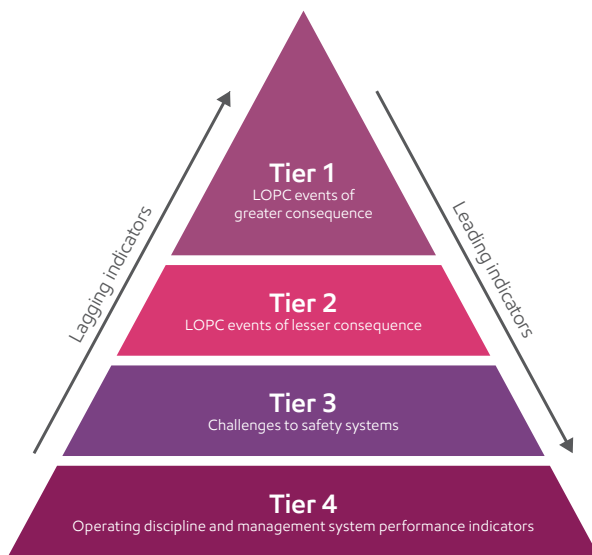 Tier 1
LOPC events of
greater consequence
Lagging indicators
Leading indicators
Tier 2
LOPC events of lesser consequence
Tier 3
Challenges to safety systems
Tier 4
Operating discipline and management system performance indicators